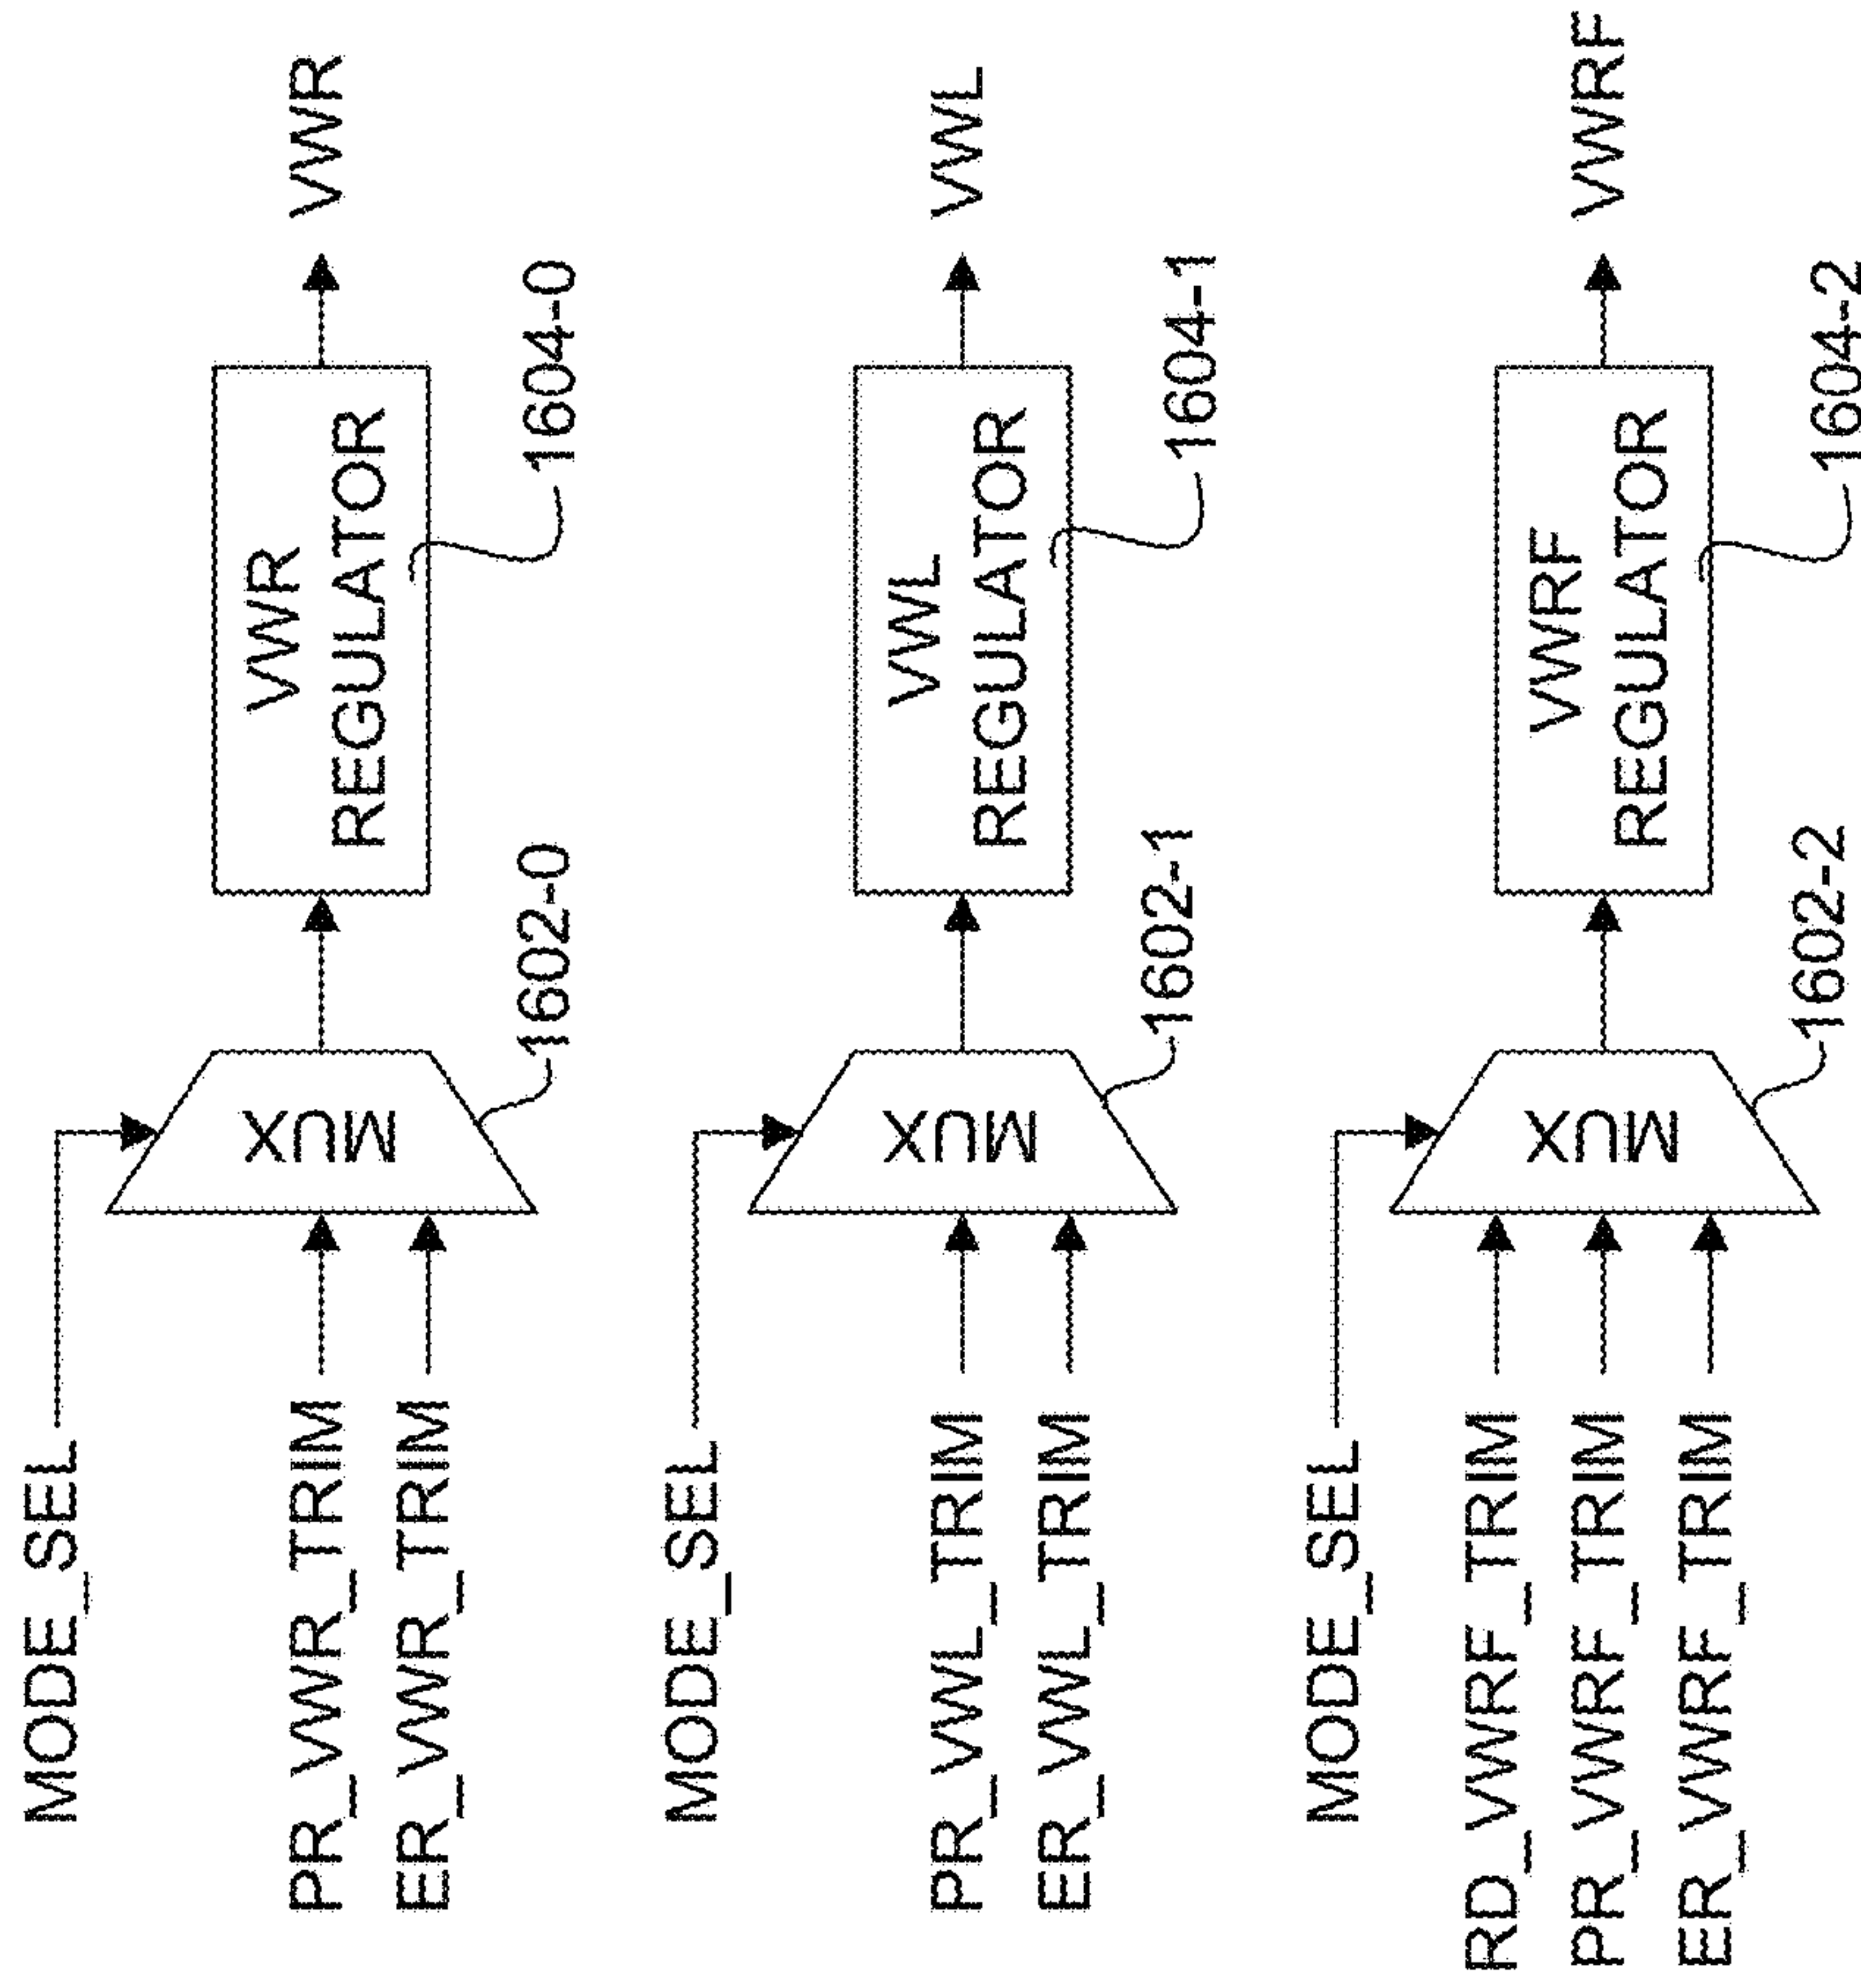 MODE_SEL
PR_VWR_TRIM
ER_VWR_TRIM
MUX
1602-0
VWR
REGULATOR
1604-0
VWR
MODE_SEL
PR_VWL_TRIM
ER_VWL_TRIM
MUX
1602-1
VWL
REGULATOR
1604-1
VWL
MODE_SEL
RD_VWRF_TRIM
PR_VWRF_TRIM
ER_VWRF_TRIM
MUX
1602-2
VWRF
REGULATOR
1604-2
VWRF